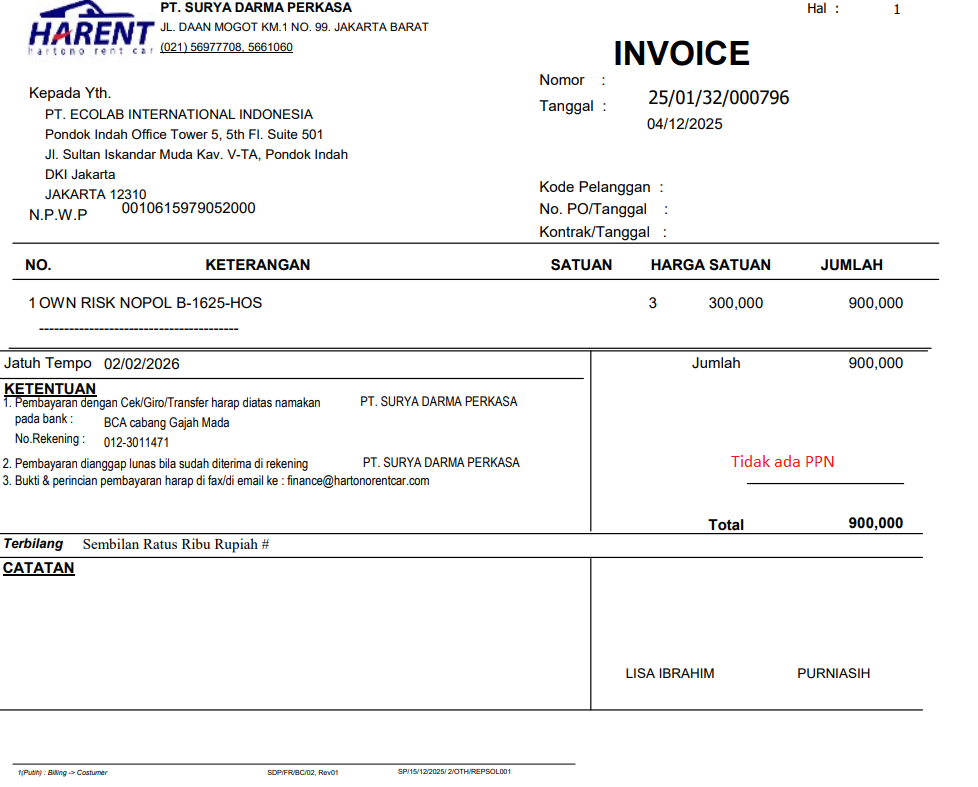 HARENT
hartono rent car
PT. SURYA DARMA PERKASA
JL. DAAN MOGOT KM.1 NO. 99. JAKARTA BARAT
(021) 56977708, 5661060
Hal : 1
INVOICE
Nomor :
25/01/32/000796
Tanggal :
04/12/2025
Kepada Yth.
PT. ECOLAB INTERNATIONAL INDONESIA
Pondok Indah Office Tower 5, 5th Fl. Suite 501
Jl. Sultan Iskandar Muda Kav. V-TA, Pondok Indah
DKI Jakarta
JAKARTA 12310
N.P.W.P 0010615979052000
Kode Pelanggan :
No. PO/Tanggal :
Kontrak/Tanggal :
NO. KETERANGAN SATUAN HARGA SATUAN JUMLAH
1 OWN RISK NOPOL B-1625-HOS 3 300,000 900,000
----------------------------------------
Jatuh Tempo 02/02/2026
Jumlah 900,000
KETENTUAN
1. Pembayaran dengan Cek/Giro/Transfer harap diatas namakan PT. SURYA DARMA PERKASA
pada bank : BCA cabang Gajah Mada
No.Rekening : 012-3011471
2. Pembayaran dianggap lunas bila sudah diterima di rekening PT. SURYA DARMA PERKASA
3. Bukti & perincian pembayaran harap di fax/di email ke : finance@hartonorentcar.com
Tidak ada PPN
Total 900,000
Terbilang Sembilan Ratus Ribu Rupiah #
CATATAN
LISA IBRAHIM PURNIASIH
1(Putih) : Billing -> Costumer SDP/FR/BC/02, Rev01 SP/15/12/2025/ 2/OTH/REPSOL001